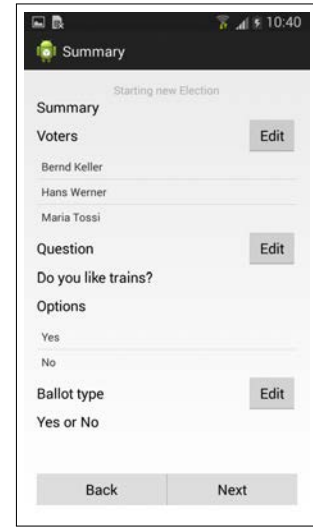 10:40
Summary
Starting new Election
Summary
Voters Edit
Bernd Keller
Hans Werner
Maria Tossi
Question Edit
Do you like trains?
Options
Yes
No
Ballot type Edit
Yes or No
Back Next